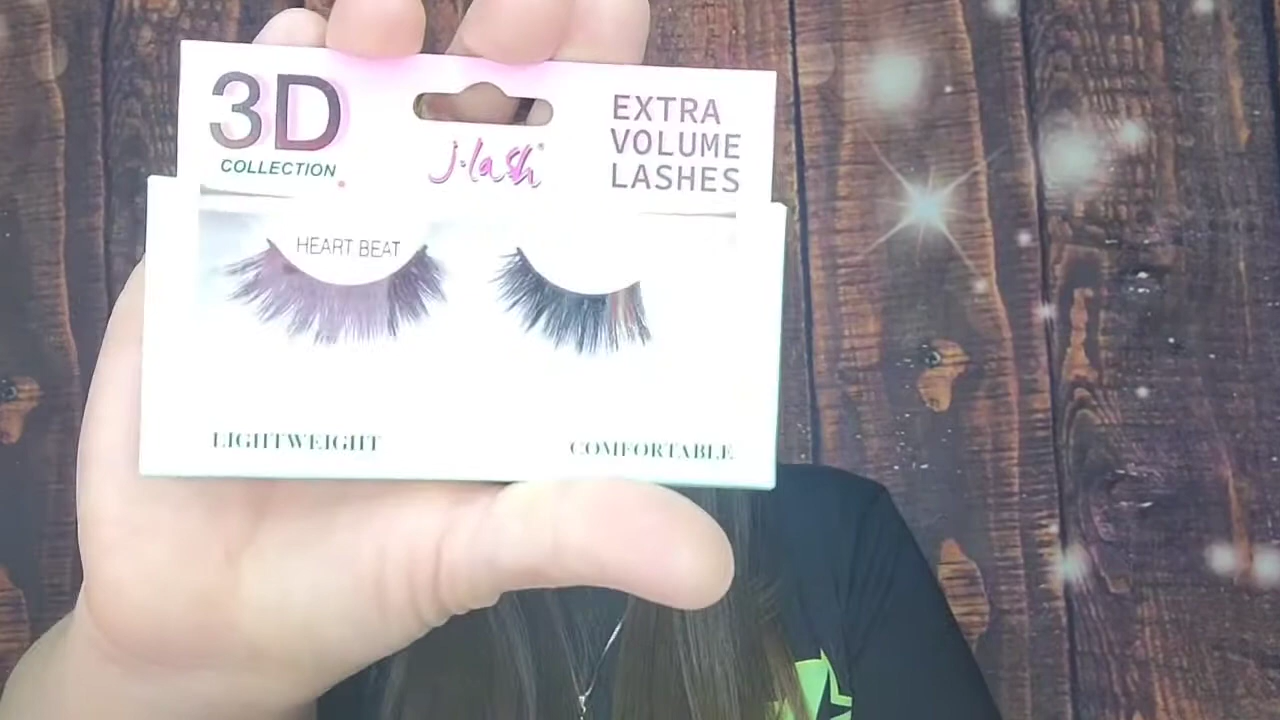 3D
COLLECTION
j.lash®
EXTRA
VOLUME
LASHES
HEART BEAT
LIGHTWEIGHT
COMFORTABLE